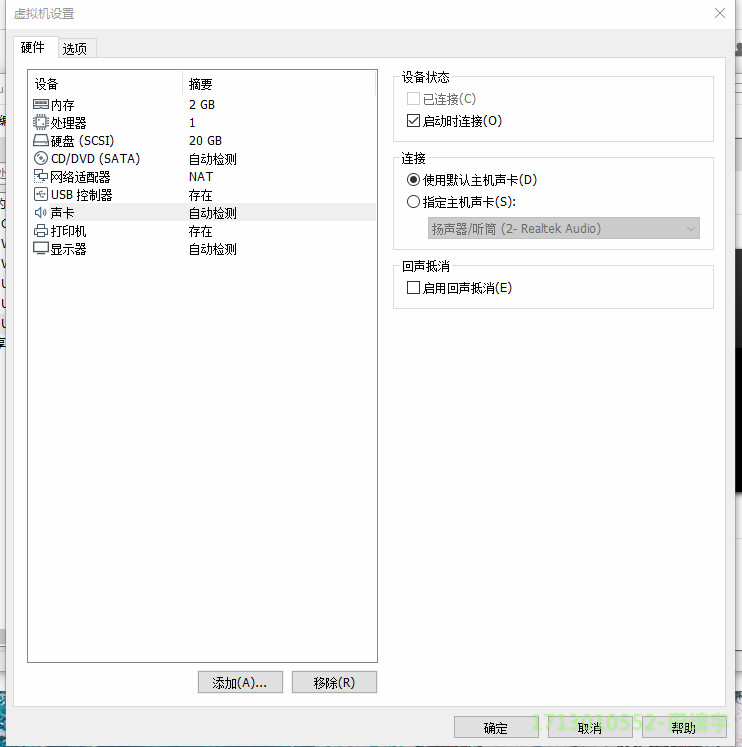 虚拟机设置
硬件 选项
设备 摘要
内存 2 GB
处理器 1
硬盘 (SCSI) 20 GB
CD/DVD (SATA) 自动检测
网络适配器 NAT
USB 控制器 存在
声卡 自动检测
打印机 存在
显示器 自动检测
添加(A)... 移除(R)
设备状态
已连接(C)
启动时连接(O)
连接
使用默认主机声卡(D)
指定主机声卡(S):
扬声器/听筒 (2- Realtek Audio)
回声抵消
启用回声抵消(E)
确定 取消 帮助